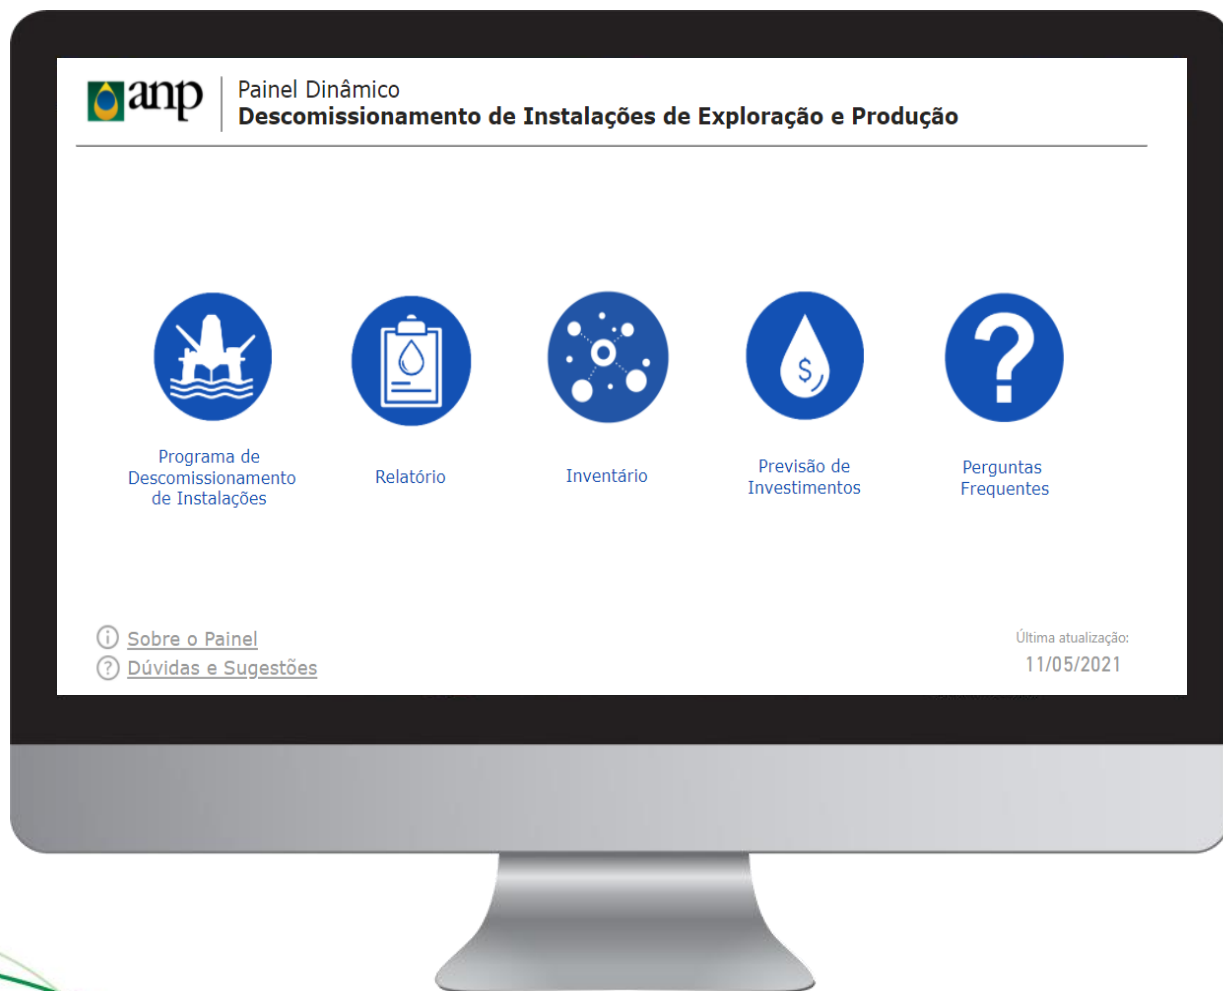 anp
Painel Dinâmico
Descomissionamento de Instalações de Exploração e Produção
$
?
Programa de
Descomissionamento
de Instalações
Relatório
Inventário
Previsão de
Investimentos
Perguntas
Frequentes
i Sobre o Painel
? Dúvidas e Sugestões
Última atualização:
11/05/2021